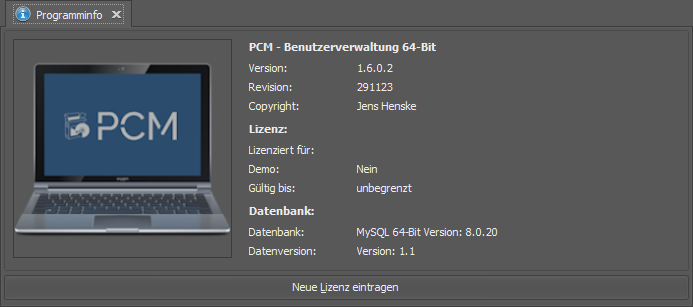 Programminfo
PCM - Benutzerverwaltung 64-Bit
Version: 1.6.0.2
Revision: 291123
Copyright: Jens Henske
PCM
Lizenz:
Lizenziert für:
Demo: Nein
Gültig bis: unbegrenzt
Datenbank:
Datenbank: MySQL 64-Bit Version: 8.0.20
Datenversion: Version: 1.1
Neue Lizenz eintragen